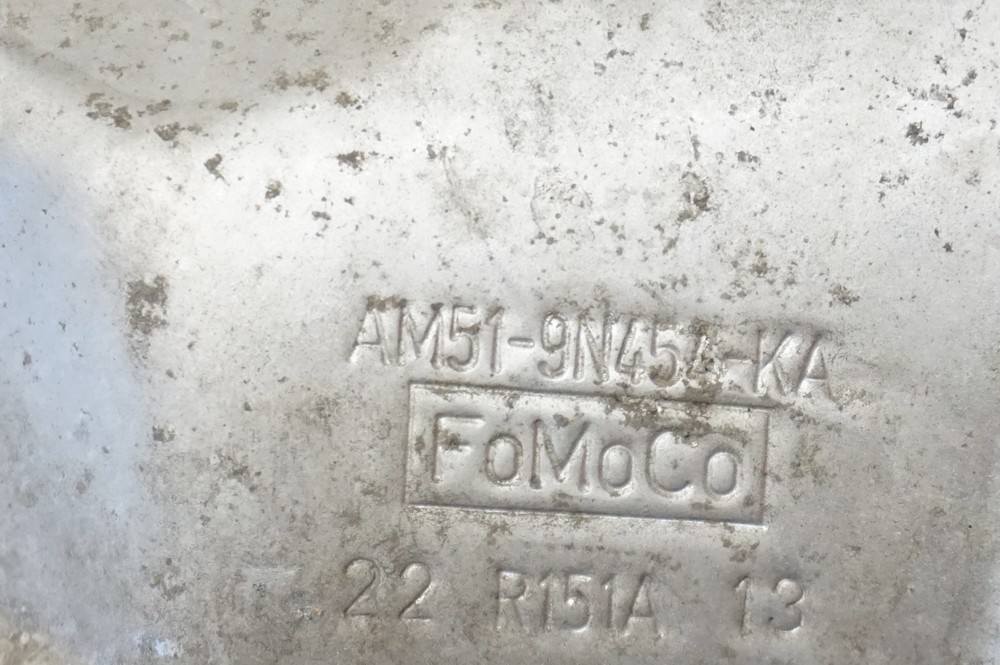 AM51-9N454-KA
FoMoCo
22 R151A 13